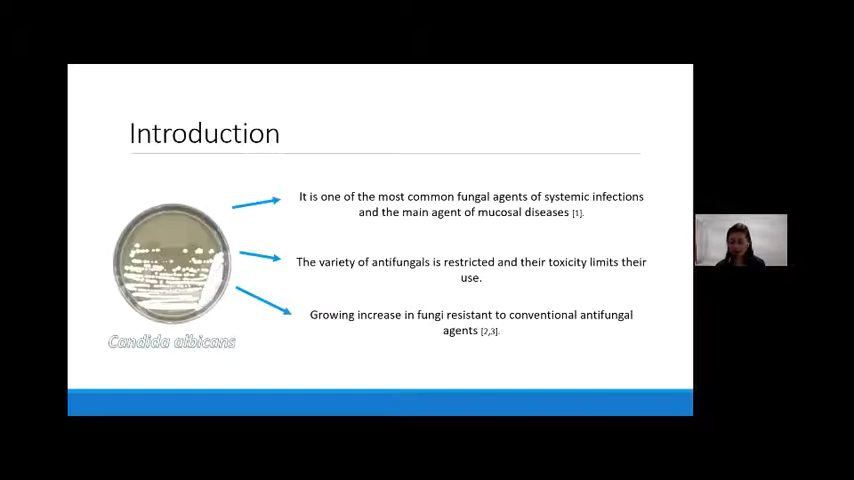 Introduction
It is one of the most common fungal agents of systemic infections
and the main agent of mucosal diseases [1].
The variety of antifungals is restricted and their toxicity limits their
use.
Growing increase in fungi resistant to conventional antifungal
agents [2,3].
Candida albicans